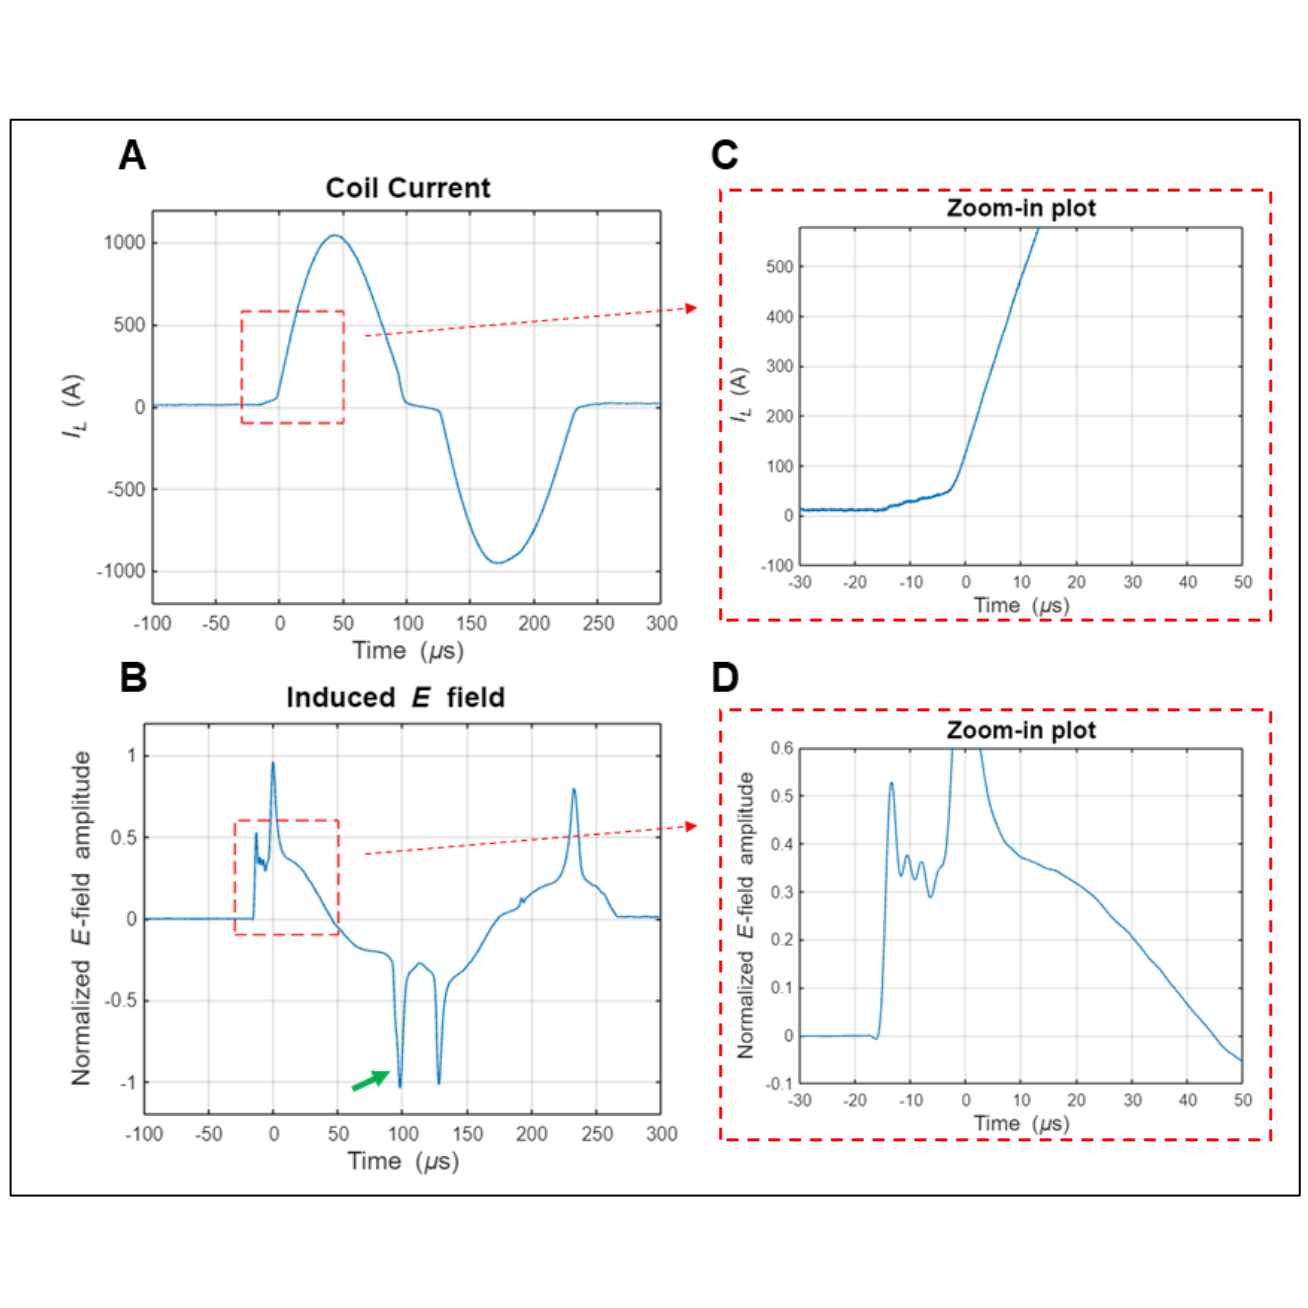 A
Coil Current
1000
500
0
-500
-1000
I_L (A)
-100 -50 0 50 100 150 200 250 300
Time (µs)
C
Zoom-in plot
500
400
300
200
100
0
-100
I_L (A)
-30 -20 -10 0 10 20 30 40 50
Time (µs)
B
Induced E field
1
0.5
0
-0.5
-1
Normalized E-field amplitude
-100 -50 0 50 100 150 200 250 300
Time (µs)
D
Zoom-in plot
0.6
0.5
0.4
0.3
0.2
0.1
0
-0.1
Normalized E-field amplitude
-30 -20 -10 0 10 20 30 40 50
Time (µs)